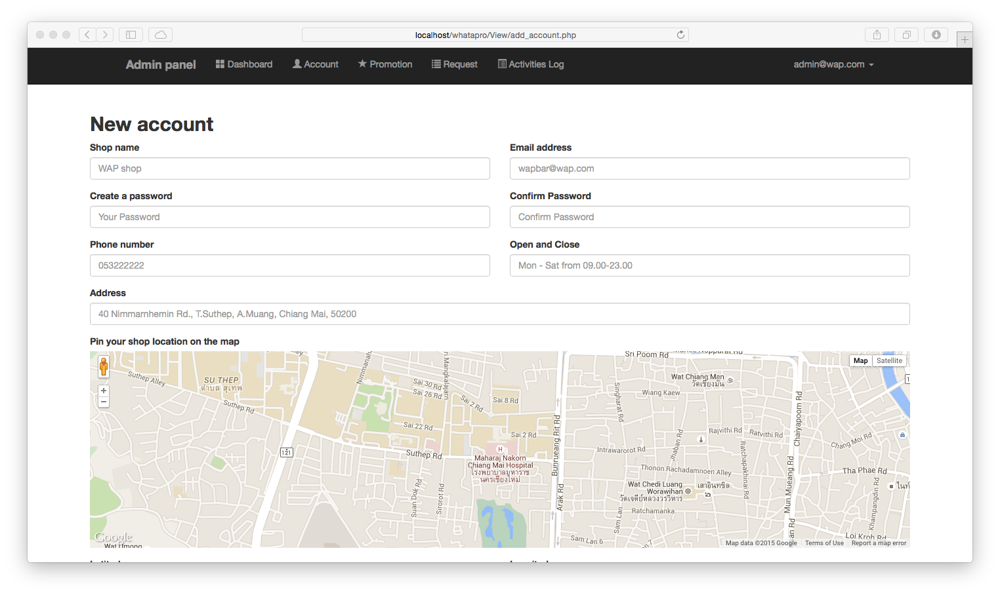 localhost/whatapro/View/add_account.php
Admin panel
Dashboard
Account
Promotion
Request
Activities Log
admin@wap.com
New account
Shop name
Email address
WAP shop
wapbar@wap.com
Create a password
Confirm Password
Your Password
Confirm Password
Phone number
Open and Close
053222222
Mon - Sat from 09.00-23.00
Address
40 Nimmarnhemin Rd., T.Suthep, A.Muang, Chiang Mai, 50200
Pin your shop location on the map
Map
Satellite
Sri Poom Rd
Suthep Alley
SU THEP
ตำบล สุเทพ
Sai 30 Rd
Sai 26 Rd
Sai 2 Rd
Sai 8 Rd
Wat Chiang Man
วัดเชียงมั่น
Wiang Kaew
Singharat Rd
Chaiyapoom Rd
Suthep Rd
Sai 22 Rd
Sai 2 Rd
Bunrueang Rit Rd
Jhaban Rd
Rajvithi Rd
Ratvithi Rd
Chang Moi Rd
121
Suthep Rd
H
Maharaj Nakorn
Chiang Mai Hospital
โรงพยาบาลมหาราช
นครเชียงใหม่
Intrawarorot Rd
Ratchapakhinai Rd
Thonon Rachadamnoen Alley
Tha Phae Rd
Suan Dok Rd
Sirorot Rd
Arak Rd
Wat Chedi Luang
Worawihan
วัดเจดีย์หลวงวรวิหาร
เสาอินทขิล
Mun Mueang Rd
Khampangdin Rd
Ratchamanka
Sam Lan
Sam Lan 6
Loi Kroh Rd
Google
Map data ©2015 Google
Terms of Use
Report a map error